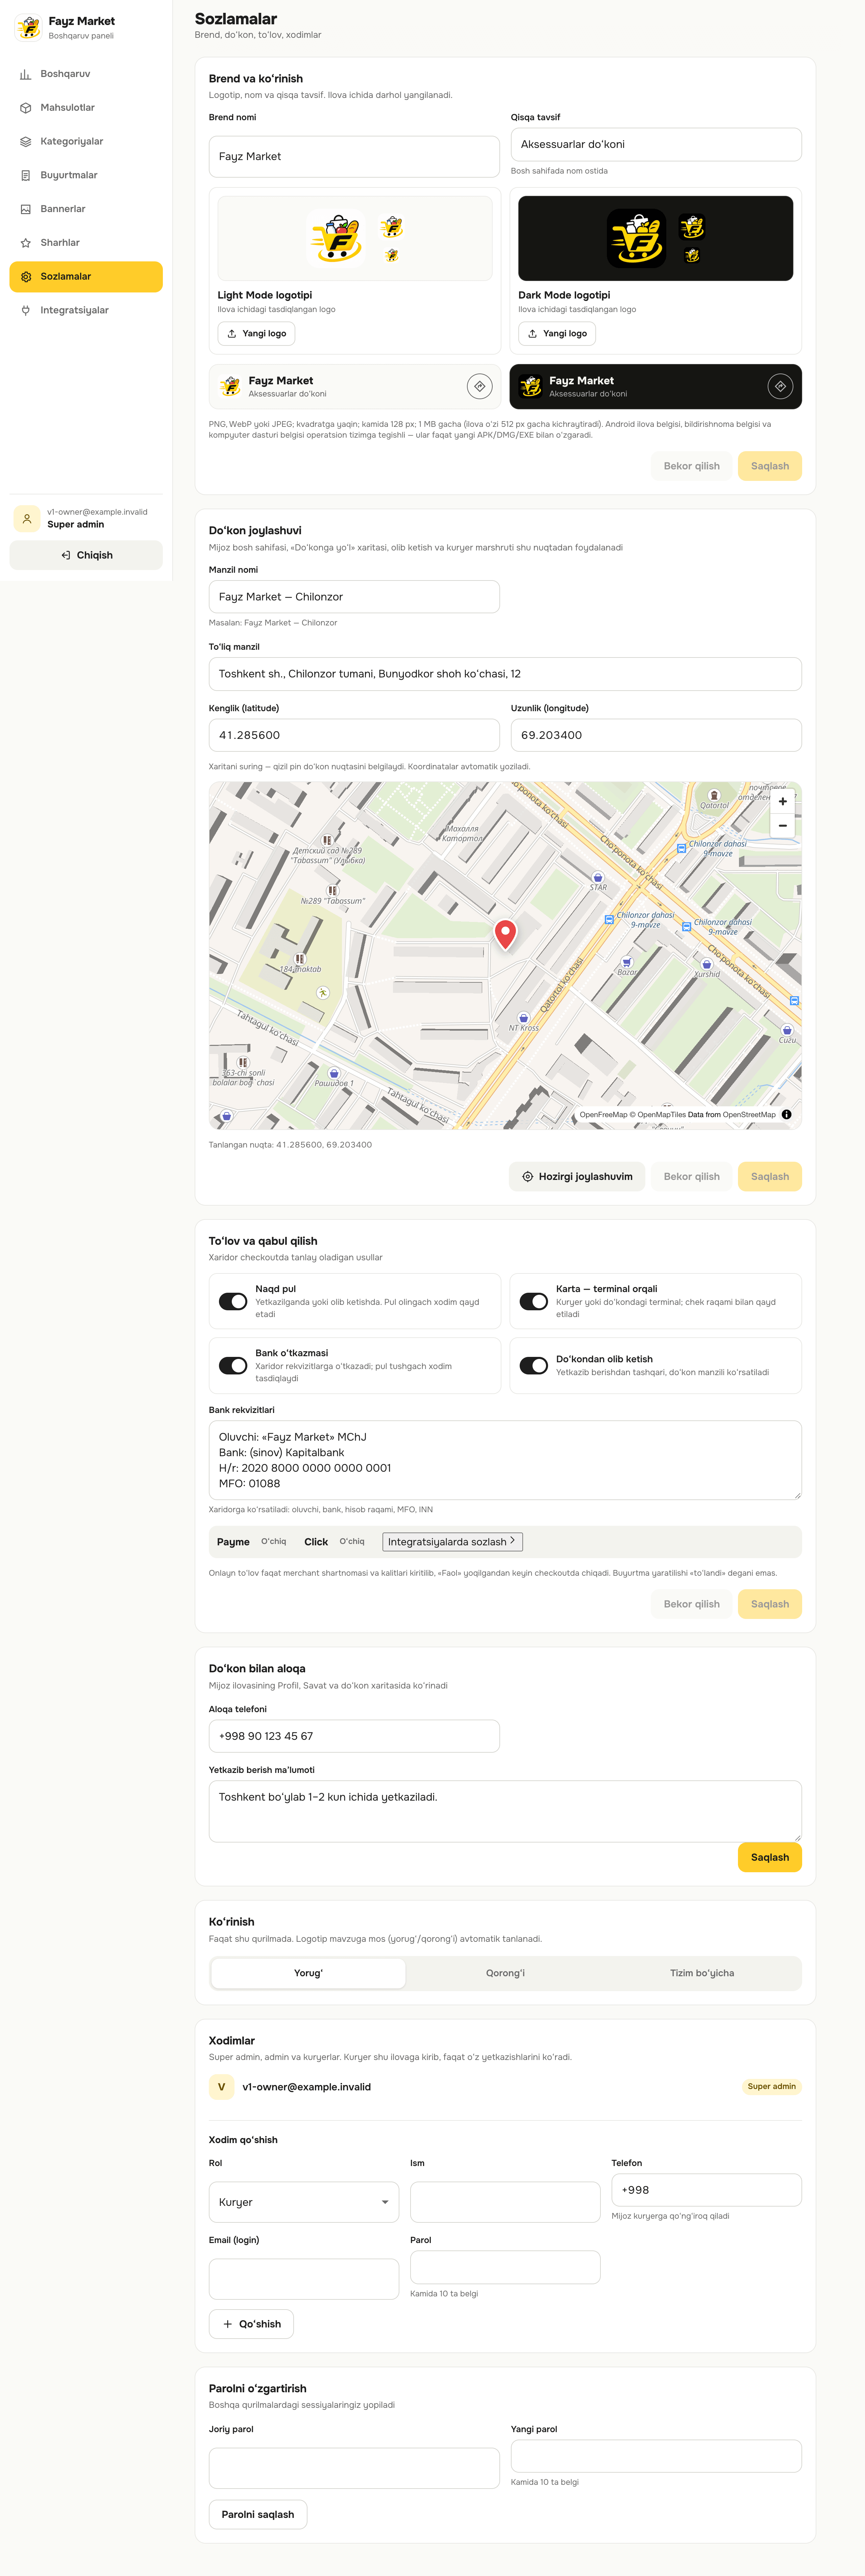 Fayz Market
Boshqaruv paneli
Boshqaruv
Mahsulotlar
Kategoriyalar
Buyurtmalar
Bannerlar
Sharhlar
Sozlamalar
Integratsiyalar
v1-owner@example.invalid
Super admin
Chiqish
Sozlamalar
Brend, do‘kon, to‘lov, xodimlar
Brend va ko‘rinish
Logotip, nom va qisqa tavsif. Ilova ichida darhol yangilanadi.
Brend nomi
Fayz Market
Qisqa tavsif
Aksessuarlar do‘koni
Bosh sahifada nom ostida
Light Mode logotipi
Ilova ichidagi tasdiqlangan logo
Yangi logo
Dark Mode logotipi
Ilova ichidagi tasdiqlangan logo
Yangi logo
Fayz Market
Aksessuarlar do‘koni
Fayz Market
Aksessuarlar do‘koni
PNG, WebP yoki JPEG; kvadratga yaqin; kamida 128 px; 1 MB gacha (ilova o‘zi 512 px gacha kichraytiradi). Android ilova belgisi, bildirishnoma belgisi va
kompyuter dasturi belgisi operatsion tizimga tegishli — ular faqat yangi APK/DMG/EXE bilan o‘zgaradi.
Bekor qilish
Saqlash
Do‘kon joylashuvi
Mijoz bosh sahifasi, «Do‘konga yo‘l» xaritasi, olib ketish va kuryer marshruti shu nuqtadan foydalanadi
Manzil nomi
Fayz Market — Chilonzor
Masalan: Fayz Market — Chilonzor
To‘liq manzil
Toshkent sh., Chilonzor tumani, Bunyodkor shoh ko‘chasi, 12
Kenglik (latitude)
41.285600
Uzunlik (longitude)
69.203400
Xaritani suring — qizil pin do‘kon nuqtasini belgilaydi. Koordinatalar avtomatik yoziladi.
Cho'ponota ko'chasi
Qatortol
Махалля
Катортол
Детский сад №289
"Tabassum" (Улыбка)
№289 "Tabassum"
Cho'ponota ko'chasi
Chilonzor dahasi
9-mavze
STAR
Chilonzor dahasi
9-mavze
Chilonzor dahasi
9-mavze
184-maktob
Bazar
Xurshid
Cho'ponota ko'chasi
Qatortol ko'chasi
NT Kross
Tahtagul ko'chasi
363-chi sonli
Рошидов 1
Tahtagul ko'chasi
OpenFreeMap © OpenMapTiles Data from OpenStreetMap
Tanlangan nuqta: 41.285600, 69.203400
Hozirgi joylashuvim
Bekor qilish
Saqlash
To‘lov va qabul qilish
Xaridor checkoutda tanlay oladigan usullar
Naqd pul
Yetkazilganda yoki olib ketishda. Pul olingach xodim qayd
etadi
Karta — terminal orqali
Kuryer yoki do‘kondagi terminal; chek raqami bilan qayd
etiladi
Bank o‘tkazmasi
Xaridor rekvizitlarga o‘tkazadi; pul tushgach xodim
tasdiqlaydi
Do‘kondan olib ketish
Yetkazib berishdan tashqari, do‘kon manzili ko‘rsatiladi
Bank rekvizitlari
Oluvchi: «Fayz Market» MChJ
Bank: (sinov) Kapitalbank
H/r: 2020 8000 0000 0000 0001
MFO: 01088
Xaridorga ko‘rsatiladi: oluvchi, bank, hisob raqami, MFO, INN
Payme O‘chiq Click O‘chiq Integratsiyalarda sozlash
Onlayn to‘lov faqat merchant shartnomasi va kalitlari kiritilib, «Faol» yoqilgandan keyin checkoutda chiqadi. Buyurtma yaratilishi «to‘landi» degani emas.
Bekor qilish
Saqlash
Do‘kon bilan aloqa
Mijoz ilovasining Profil, Savat va do‘kon xaritasida ko‘rinadi
Aloqa telefoni
+998 90 123 45 67
Yetkazib berish ma’lumoti
Toshkent bo‘ylab 1–2 kun ichida yetkaziladi.
Saqlash
Ko‘rinish
Faqat shu qurilmada. Logotip mavzuga mos (yorug‘/qorong‘i) avtomatik tanlanadi.
Yorug‘
Qorong‘i
Tizim bo‘yicha
Xodimlar
Super admin, admin va kuryerlar. Kuryer shu ilovaga kirib, faqat o‘z yetkazishlarini ko‘radi.
V
v1-owner@example.invalid
Super admin
Xodim qo‘shish
Rol
Kuryer
Ism
Telefon
+998
Mijoz kuryerga qo‘ng‘iroq qiladi
Email (login)
Parol
Kamida 10 ta belgi
Qo‘shish
Parolni o‘zgartirish
Boshqa qurilmalardagi sessiyalaringiz yopiladi
Joriy parol
Yangi parol
Kamida 10 ta belgi
Parolni saqlash